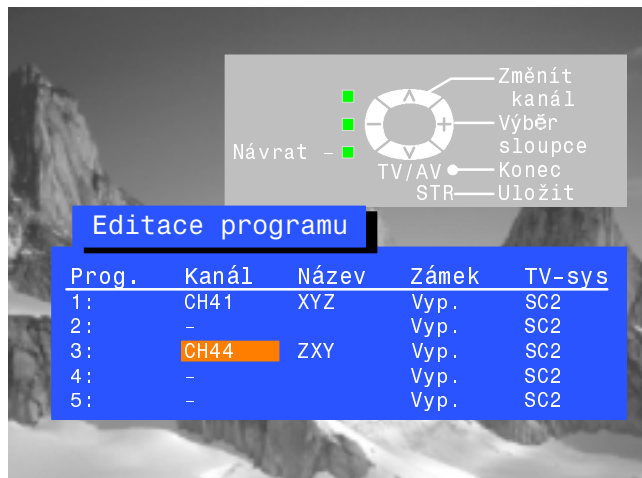 Změnít
kanál
Výběr
sloupce
Návrat –
TV/AV Konec
STR Uložit
Editace programu
Prog. Kanál Název Zámek TV-sys
1: CH41 XYZ Vyp. SC2
2: – Vyp. SC2
3: CH44 ZXY Vyp. SC2
4: – Vyp. SC2
5: – Vyp. SC2